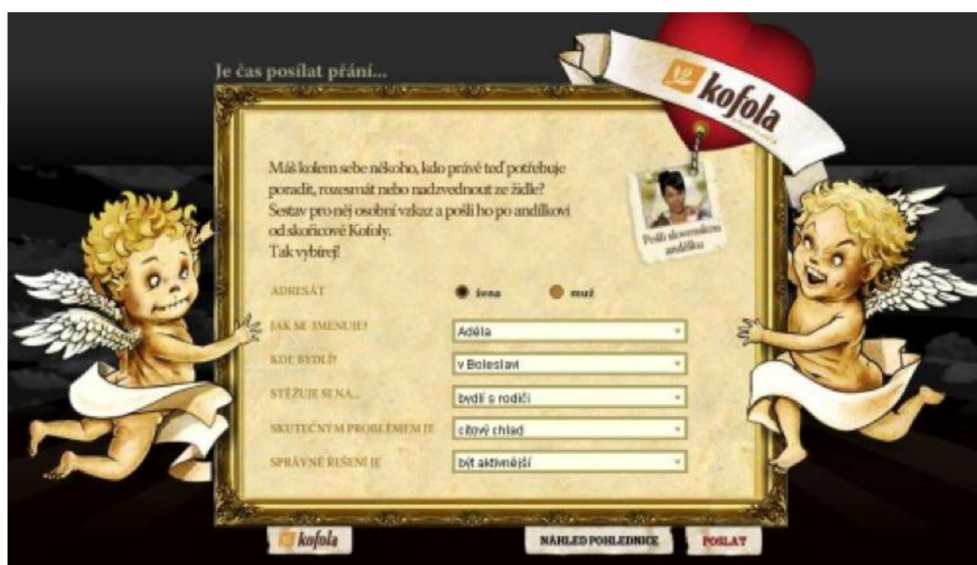 Je čas posílat přání...
kofola
Máš kolem sebe někoho, kdo právě teď potřebuje
poradit, rozesmát nebo nadzvednout ze židle?
Sestav pro něj osobní vzkaz a pošli ho po andílkovi
od skořicové Kofoly.
Tak vybírej!
Pošli slovenskou
andělku
ADRESÁT
žena
muž
JAK SE JMENUJE?
Adéla
KDE BYDLÍ?
v Boleslavi
STĚŽUJE SI NA...
bydlí s rodiči
SKUTEČNÝM PROBLÉMEM JE
citový chlad
SPRÁVNÉ ŘEŠENÍ JE
být aktivnější
kofola
NÁHLED POHLEDNICE
POSLAT